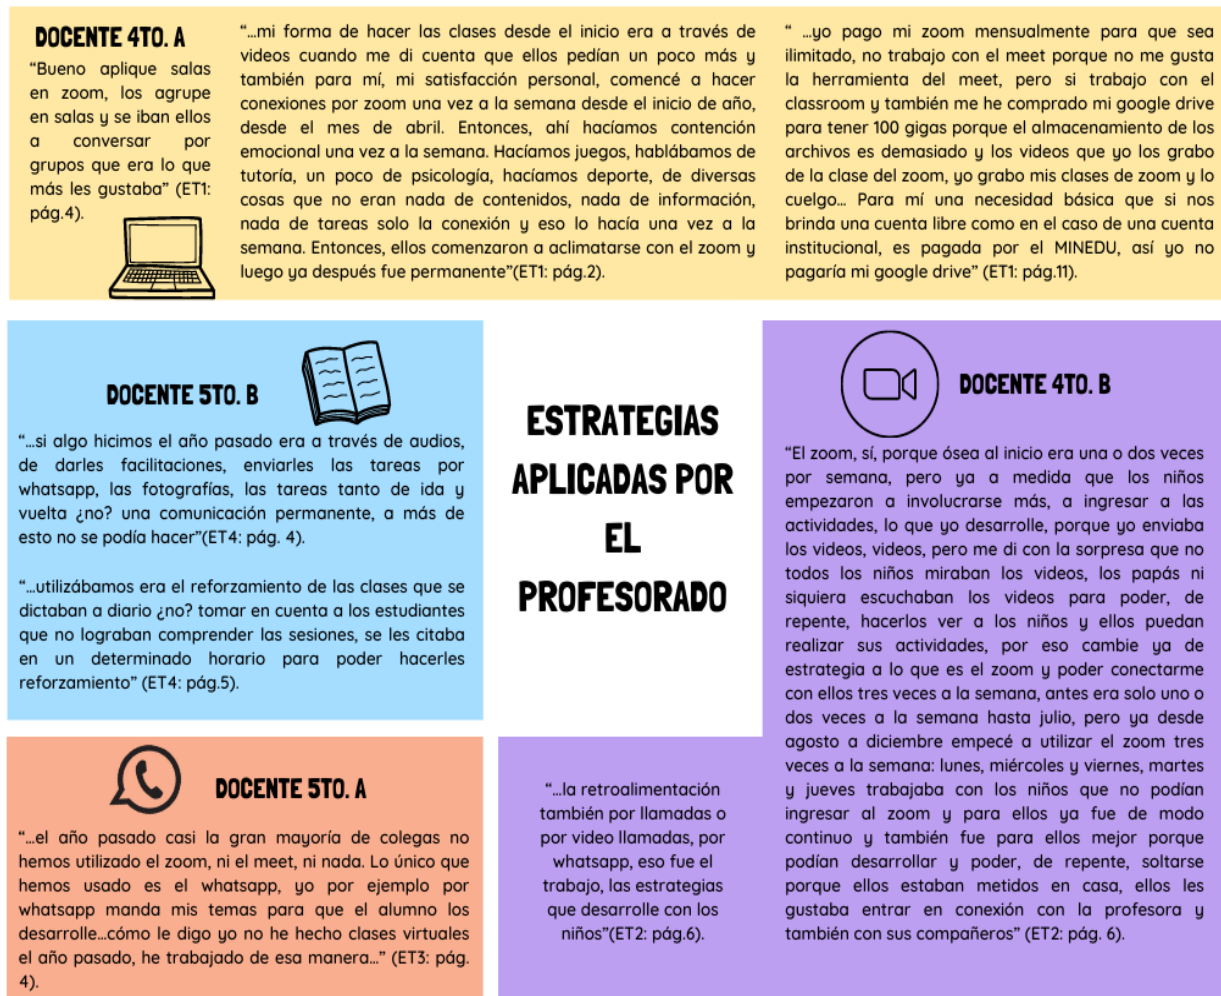 DOCENTE 4TO. A
“Bueno aplique salas
en zoom, los agrupe
en salas y se iban ellos
a conversar por
grupos que era lo que
más les gustaba” (ET1:
pág.4).
“...mi forma de hacer las clases desde el inicio era a través de
videos cuando me di cuenta que ellos pedían un poco más y
también para mí, mi satisfacción personal, comencé a hacer
conexiones por zoom una vez a la semana desde el inicio de año,
desde el mes de abril. Entonces, ahí hacíamos contención
emocional una vez a la semana. Hacíamos juegos, hablábamos de
tutoría, un poco de psicología, hacíamos deporte, de diversas
cosas que no eran nada de contenidos, nada de información,
nada de tareas solo la conexión y eso lo hacía una vez a la
semana. Entonces, ellos comenzaron a aclimatarse con el zoom y
luego ya después fue permanente”(ET1: pág.2).
“ ...yo pago mi zoom mensualmente para que sea
ilimitado, no trabajo con el meet porque no me gusta
la herramienta del meet, pero si trabajo con el
classroom y también me he comprado mi google drive
para tener 100 gigas porque el almacenamiento de los
archivos es demasiado y los videos que yo los grabo
de la clase del zoom, yo grabo mis clases de zoom y lo
cuelgo... Para mí una necesidad básica que si nos
brinda una cuenta libre como en el caso de una cuenta
institucional, es pagada por el MINEDU, así yo no
pagaría mi google drive” (ET1: pág.11).
DOCENTE 5TO. B
“...si algo hicimos el año pasado era a través de audios,
de darles facilitaciones, enviarles las tareas por
whatsapp, las fotografías, las tareas tanto de ida y
vuelta ¿no? una comunicación permanente, a más de
esto no se podía hacer”(ET4: pág. 4).
“...utilizábamos era el reforzamiento de las clases que se
dictaban a diario ¿no? tomar en cuenta a los estudiantes
que no lograban comprender las sesiones, se les citaba
en un determinado horario para poder hacerles
reforzamiento” (ET4: pág.5).
ESTRATEGIAS
APLICADAS POR
EL
PROFESORADO
DOCENTE 4TO. B
“El zoom, sí, porque ósea al inicio era una o dos veces
por semana, pero ya a medida que los niños
empezaron a involucrarse más, a ingresar a las
actividades, lo que yo desarrolle, porque yo enviaba
los videos, videos, pero me di con la sorpresa que no
todos los niños miraban los videos, los papás ni
siquiera escuchaban los videos para poder, de
repente, hacerlos ver a los niños y ellos puedan
realizar sus actividades, por eso cambie ya de
estrategia a lo que es el zoom y poder conectarme
con ellos tres veces a la semana, antes era solo uno o
dos veces a la semana hasta julio, pero ya desde
agosto a diciembre empecé a utilizar el zoom tres
veces a la semana: lunes, miércoles y viernes, martes
y jueves trabajaba con los niños que no podían
ingresar al zoom y para ellos ya fue de modo
continuo y también fue para ellos mejor porque
podían desarrollar y poder, de repente, soltarse
porque ellos estaban metidos en casa, ellos les
gustaba entrar en conexión con la profesora y
también con sus compañeros” (ET2: pág. 6).
DOCENTE 5TO. A
“...el año pasado casi la gran mayoría de colegas no
hemos utilizado el zoom, ni el meet, ni nada. Lo único que
hemos usado es el whatsapp, yo por ejemplo por
whatsapp manda mis temas para que el alumno los
desarrolle...cómo le digo yo no he hecho clases virtuales
el año pasado, he trabajado de esa manera...” (ET3: pág.
4).
“...la retroalimentación
también por llamadas o
por video llamadas, por
whatsapp, eso fue el
trabajo, las estrategias
que desarrolle con los
niños”(ET2: pág.6).